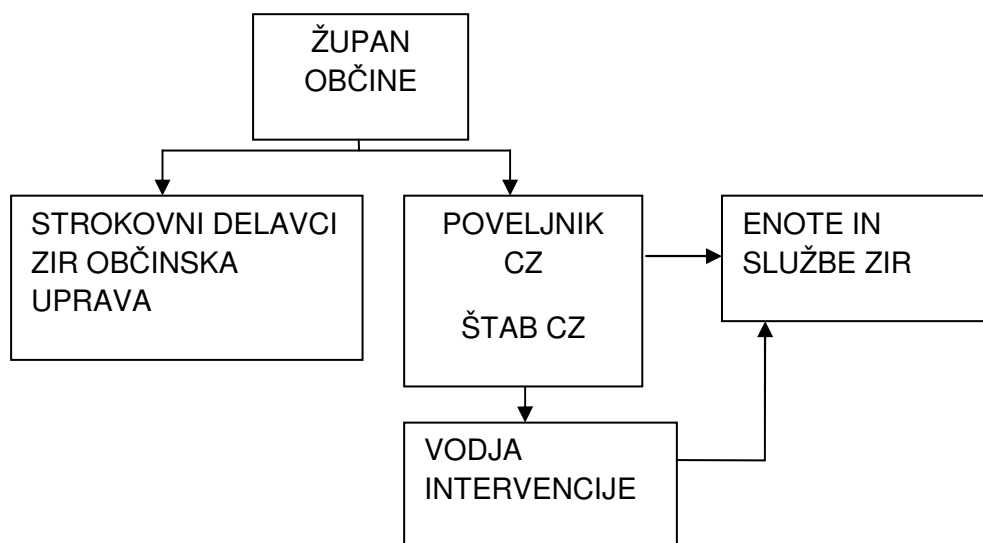 ŽUPAN
OBČINE
STROKOVNI DELAVCI
ZIR OBČINSKA
UPRAVA
POVELJNIK
CZ
ŠTAB CZ
ENOTE IN
SLUŽBE ZIR
VODJA
INTERVENCIJE